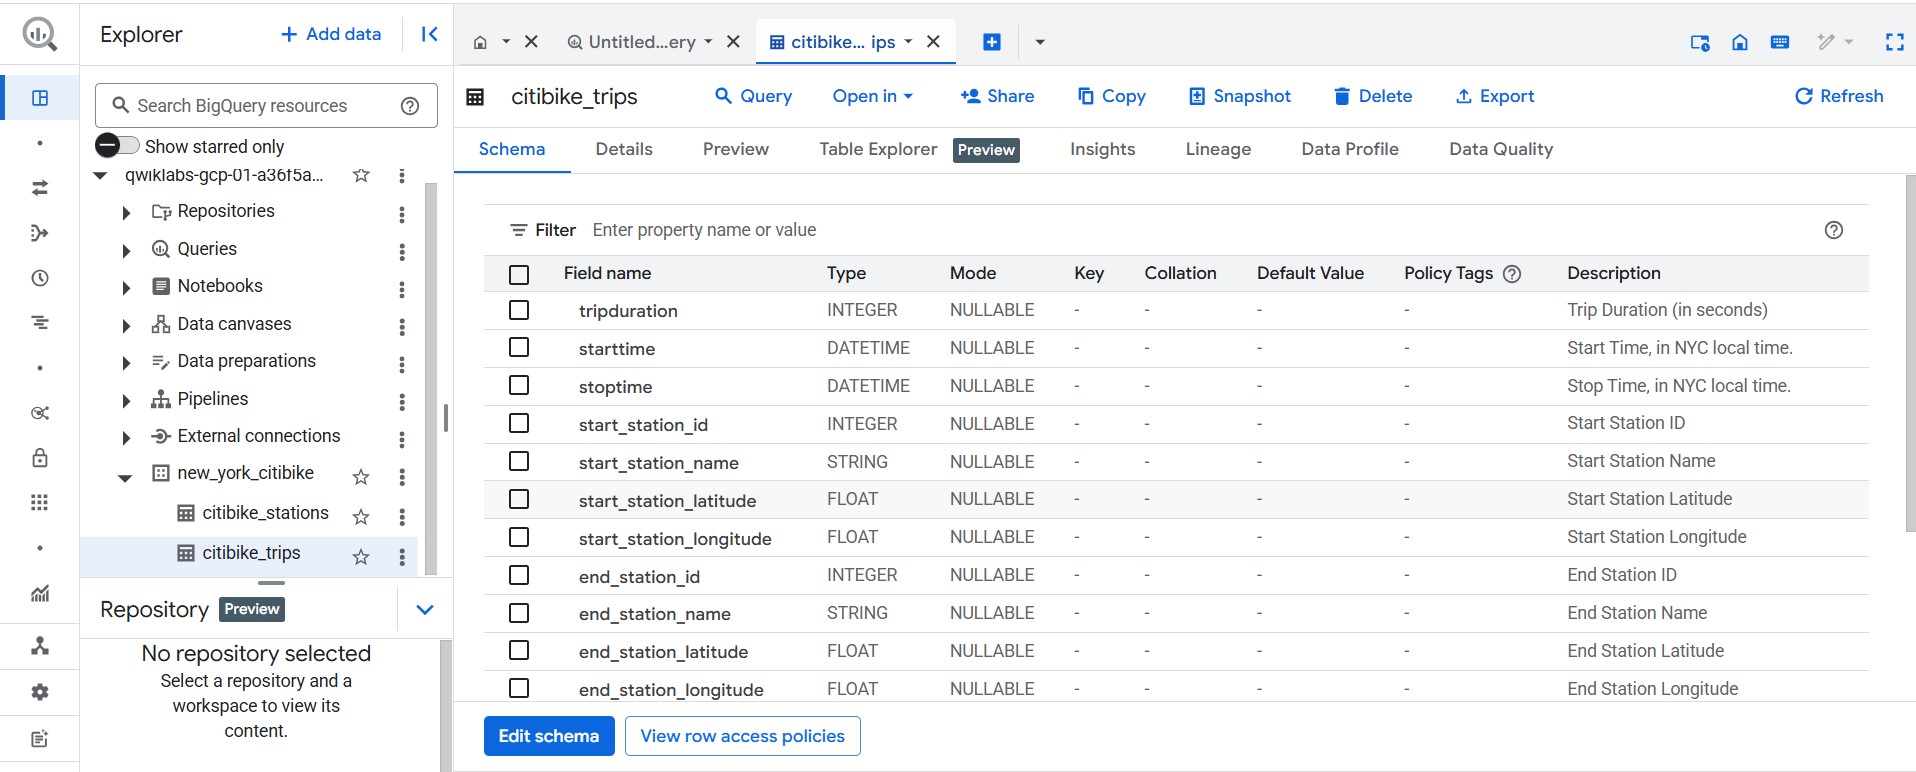 Explorer
+ Add data
Untitled...ery
citibike... ips
Search BigQuery resources
Show starred only
qwiklabs-gcp-01-a36f5a...
Repositories
Queries
Notebooks
Data canvases
Data preparations
Pipelines
External connections
new_york_citibike
citibike_stations
citibike_trips
Repository Preview
No repository selected
Select a repository and a
workspace to view its
content.
citibike_trips
Query
Open in
Share
Copy
Snapshot
Delete
Export
Refresh
Schema Details Preview Table Explorer Preview Insights Lineage Data Profile Data Quality
Filter Enter property name or value
Field name Type Mode Key Collation Default Value Policy Tags Description
tripduration INTEGER NULLABLE - - - - Trip Duration (in seconds)
starttime DATETIME NULLABLE - - - - Start Time, in NYC local time.
stoptime DATETIME NULLABLE - - - - Stop Time, in NYC local time.
start_station_id INTEGER NULLABLE - - - - Start Station ID
start_station_name STRING NULLABLE - - - - Start Station Name
start_station_latitude FLOAT NULLABLE - - - - Start Station Latitude
start_station_longitude FLOAT NULLABLE - - - - Start Station Longitude
end_station_id INTEGER NULLABLE - - - - End Station ID
end_station_name STRING NULLABLE - - - - End Station Name
end_station_latitude FLOAT NULLABLE - - - - End Station Latitude
end_station_longitude FLOAT NULLABLE - - - - End Station Longitude
Edit schema
View row access policies